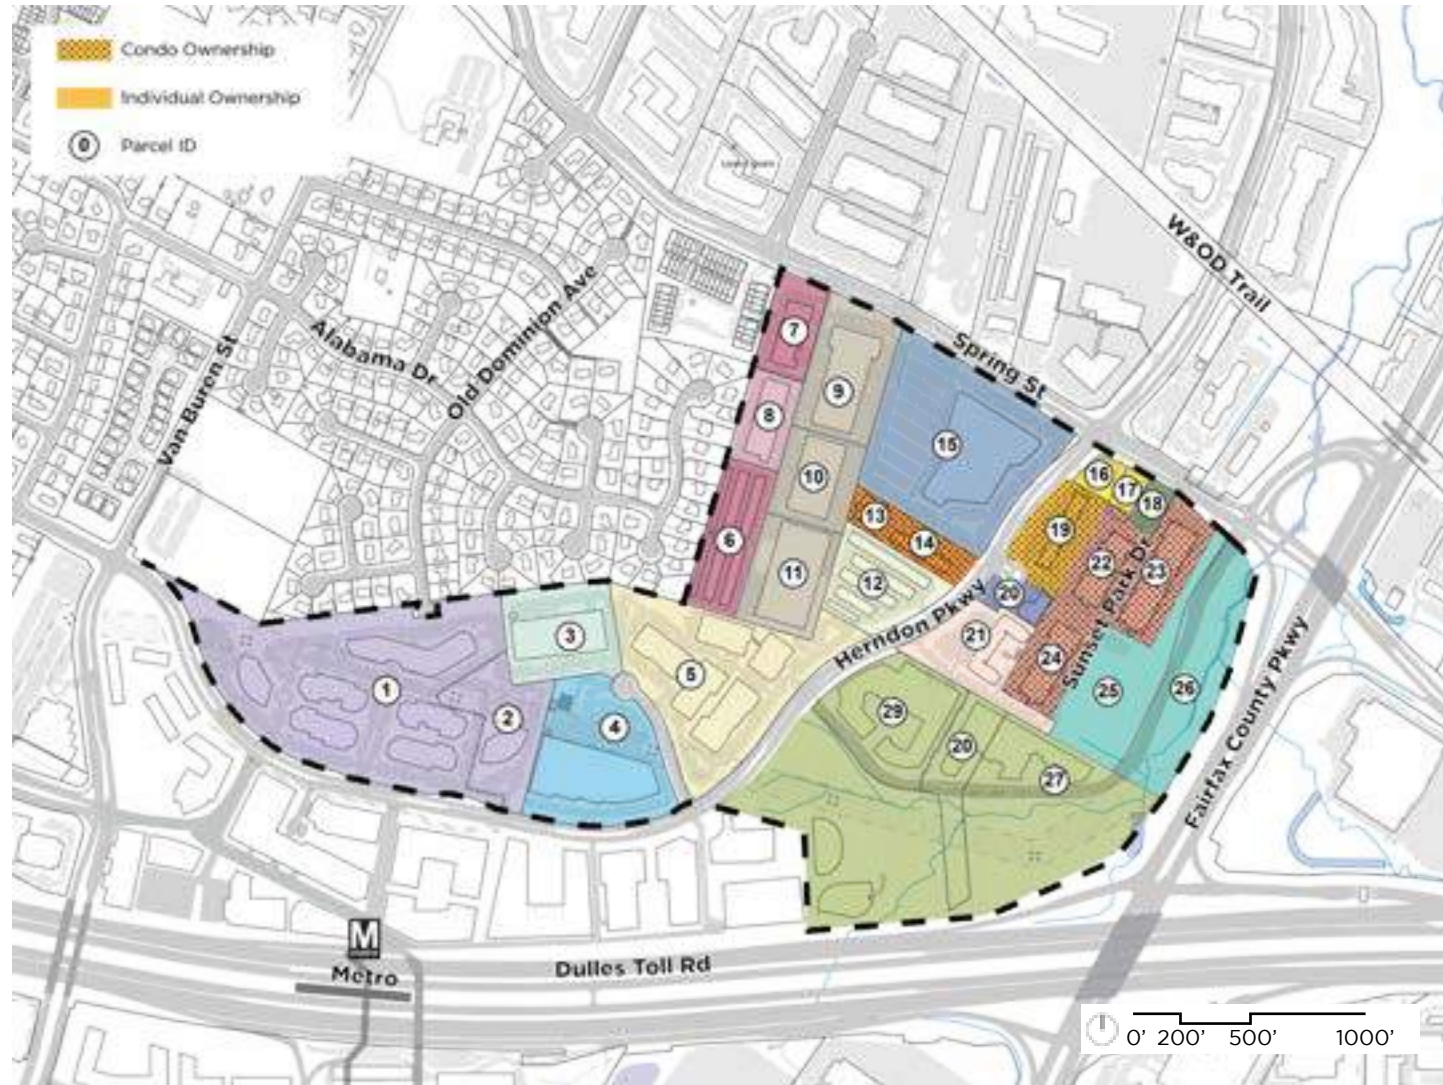 Condo Ownership
Individual Ownership
0 Parcel ID
W&OD Trail
Spring St
Old Dominion Ave
Alabama Dr
Van Buren St
7
8
9
15
10
6
13
14
11
12
16
17
18
19
22
23
20
21
24
Sunset Park Dr
Herndon Pkwy
25
26
3
5
1
2
4
29
20
27
Fairfax County Pkwy
M
Metro
Dulles Toll Rd
0' 200' 500' 1000'